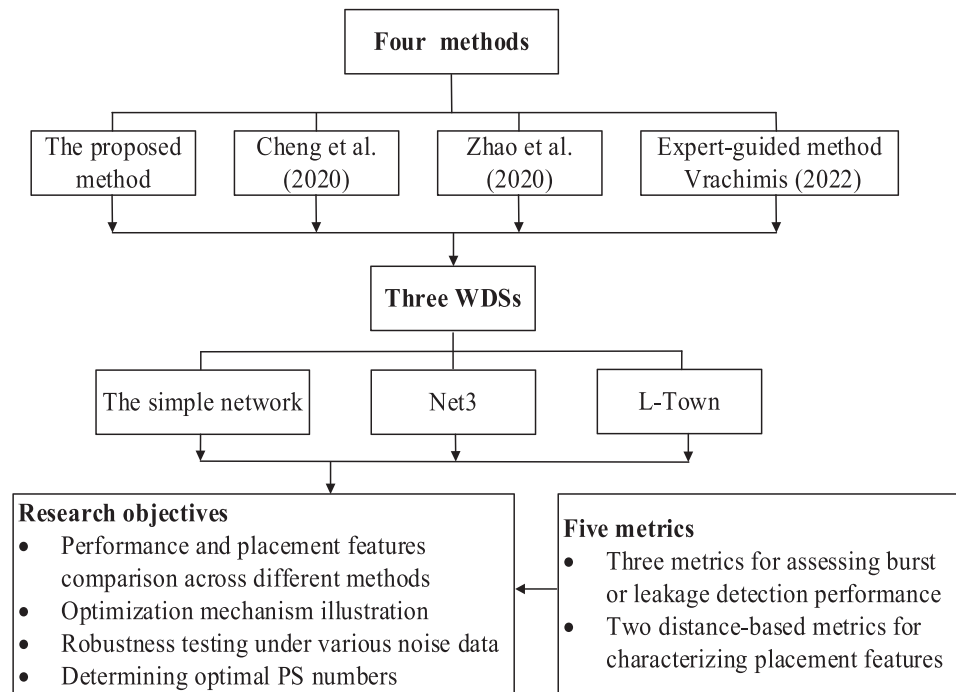 Four methods
The proposed
method
Cheng et al.
(2020)
Zhao et al.
(2020)
Expert-guided method
Vrachimis (2022)
Three WDSs
The simple network
Net3
L-Town
Research objectives
• Performance and placement features
comparison across different methods
• Optimization mechanism illustration
• Robustness testing under various noise data
• Determining optimal PS numbers
Five metrics
• Three metrics for assessing burst
or leakage detection performance
• Two distance-based metrics for
characterizing placement features